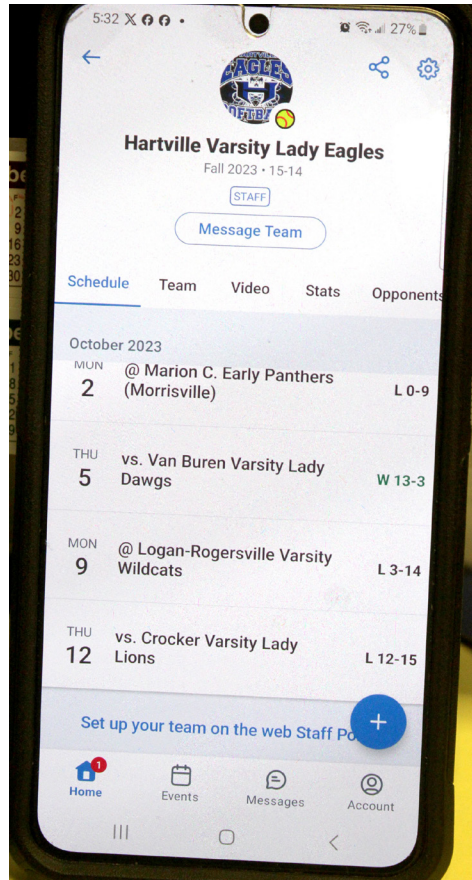 5:32
27%
EAGLES
H
SOFTBALL
Hartville Varsity Lady Eagles
Fall 2023 • 15-14
STAFF
Message Team
Schedule Team Video Stats Opponents
October 2023
MON
2
@ Marion C. Early Panthers
(Morrisville)
L 0-9
THU
5
vs. Van Buren Varsity Lady
Dawgs
W 13-3
MON
9
@ Logan-Rogersville Varsity
Wildcats
L 3-14
THU
12
vs. Crocker Varsity Lady
Lions
L 12-15
Set up your team on the web Staff Po
+
1
Home Events Messages Account